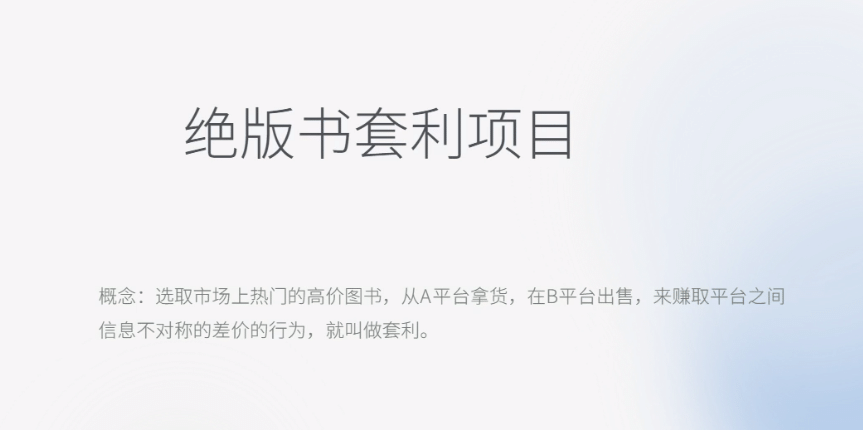 绝版书套利项目
概念：选取市场上热门的高价图书，从A平台拿货，在B平台出售，来赚取平台之间
信息不对称的差价的行为，就叫做套利。